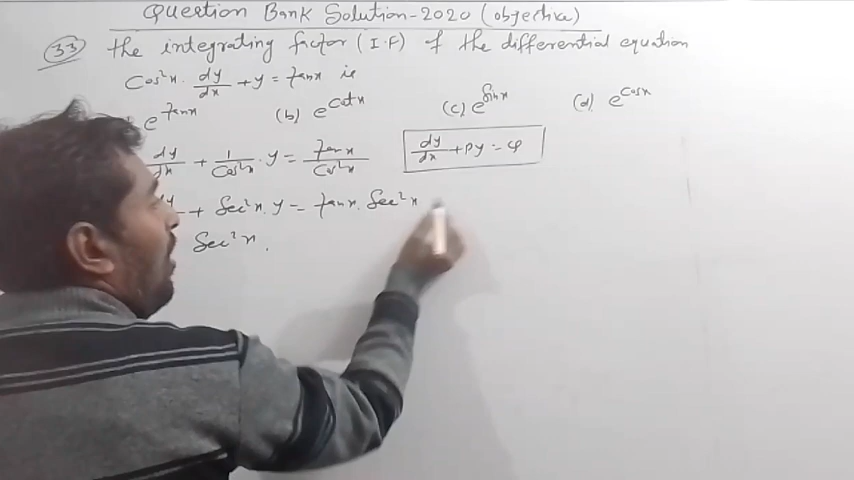 Question Bank Solution-2020 (objective)
(33) the integrating factor (I.F) of the differential equation
Cos²x. dy/dx + y = tanx is
e^tanx (b) e^Cotx (c) e^Sinx (d) e^Cosx
dy/dx + 1/Cos²x . y = tanx/Cos²x dy/dx + py = φ
+ Sec²x. y = tanx. Sec²x
Sec²x.